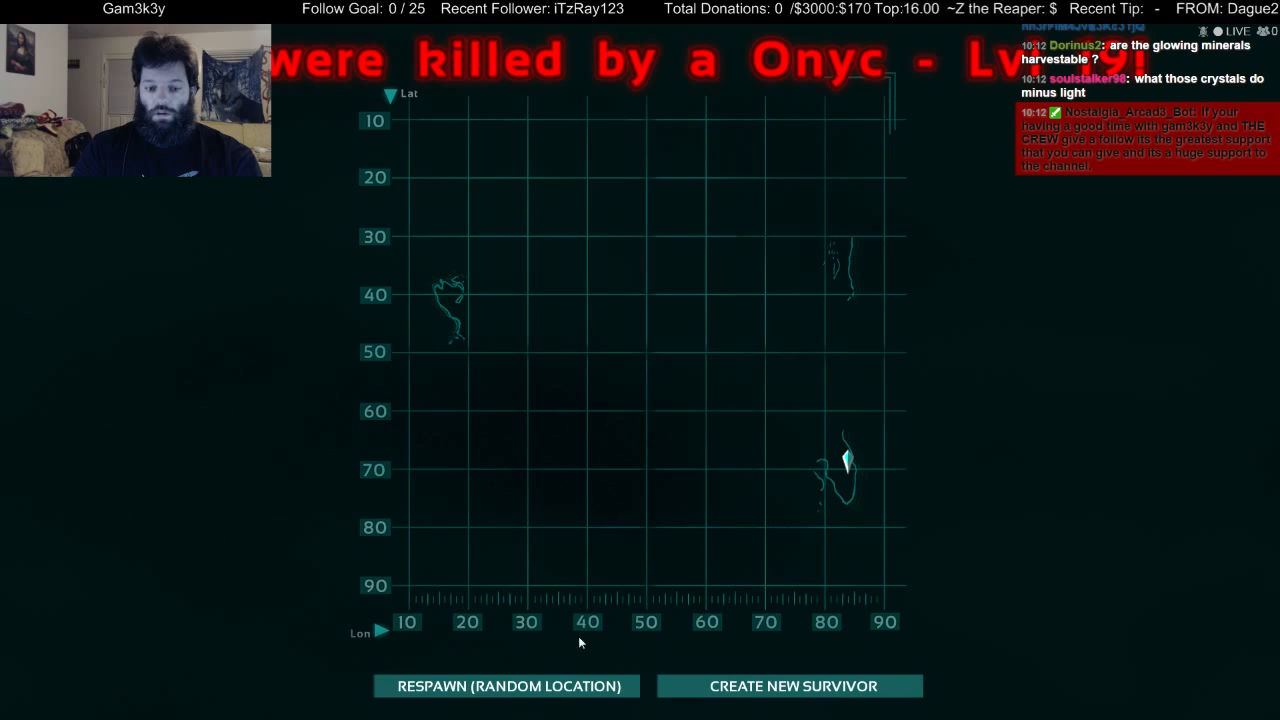 Gam3k3y Follow Goal: 0 / 25 Recent Follower: iTzRay123 Total Donations: 0 /$3000:$170 Top:16.00 ~Z the Reaper: $ Recent Tip: - FROM: Dague2
LIVE 0
were killed by a Onyc - Lvl 9!
10:12 Dorinus2: are the glowing minerals
harvestable ?
10:12 soulstalker98: what those crystals do
minus light
10:12 Nostalgia_Arcad3_Bot: If your
having a good time with gam3k3y and THE
CREW give a follow its the greatest support
that you can give and its a huge support to
the channel.
Lat
10
20
30
40
50
60
70
80
90
Lon 10 20 30 40 50 60 70 80 90
RESPAWN (RANDOM LOCATION) CREATE NEW SURVIVOR